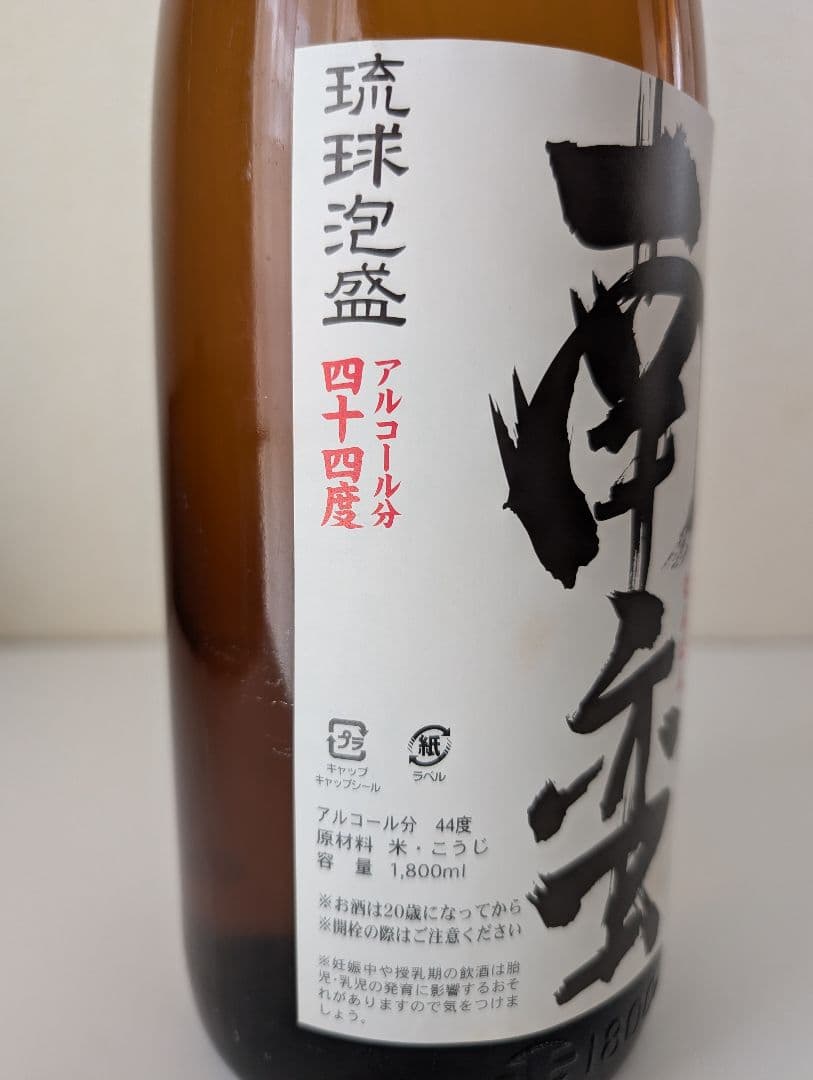 琉球泡盛
アルコール分
四十四度
プラ
キャップ
キャップシール
紙
ラベル
アルコール分 44度
原材料 米・こうじ
容 量 1,800ml
※お酒は20歳になってから
※開栓の際はご注意ください
※妊娠中や授乳期の飲酒は胎
児・乳児の発育に影響するおそ
れがありますので気をつけま
しょう。